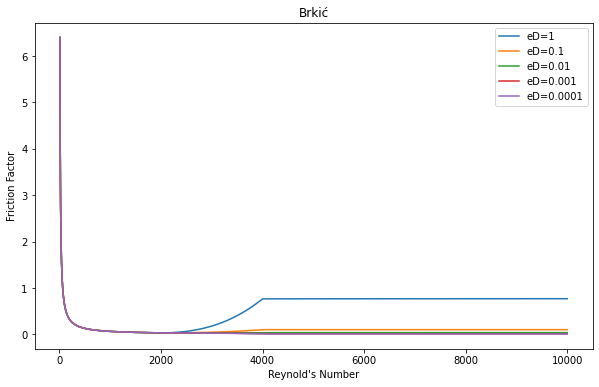 Brkić
eD=1
eD=0.1
eD=0.01
eD=0.001
eD=0.0001
Friction Factor
6
5
4
3
2
1
0
0 2000 4000 6000 8000 10000
Reynold's Number